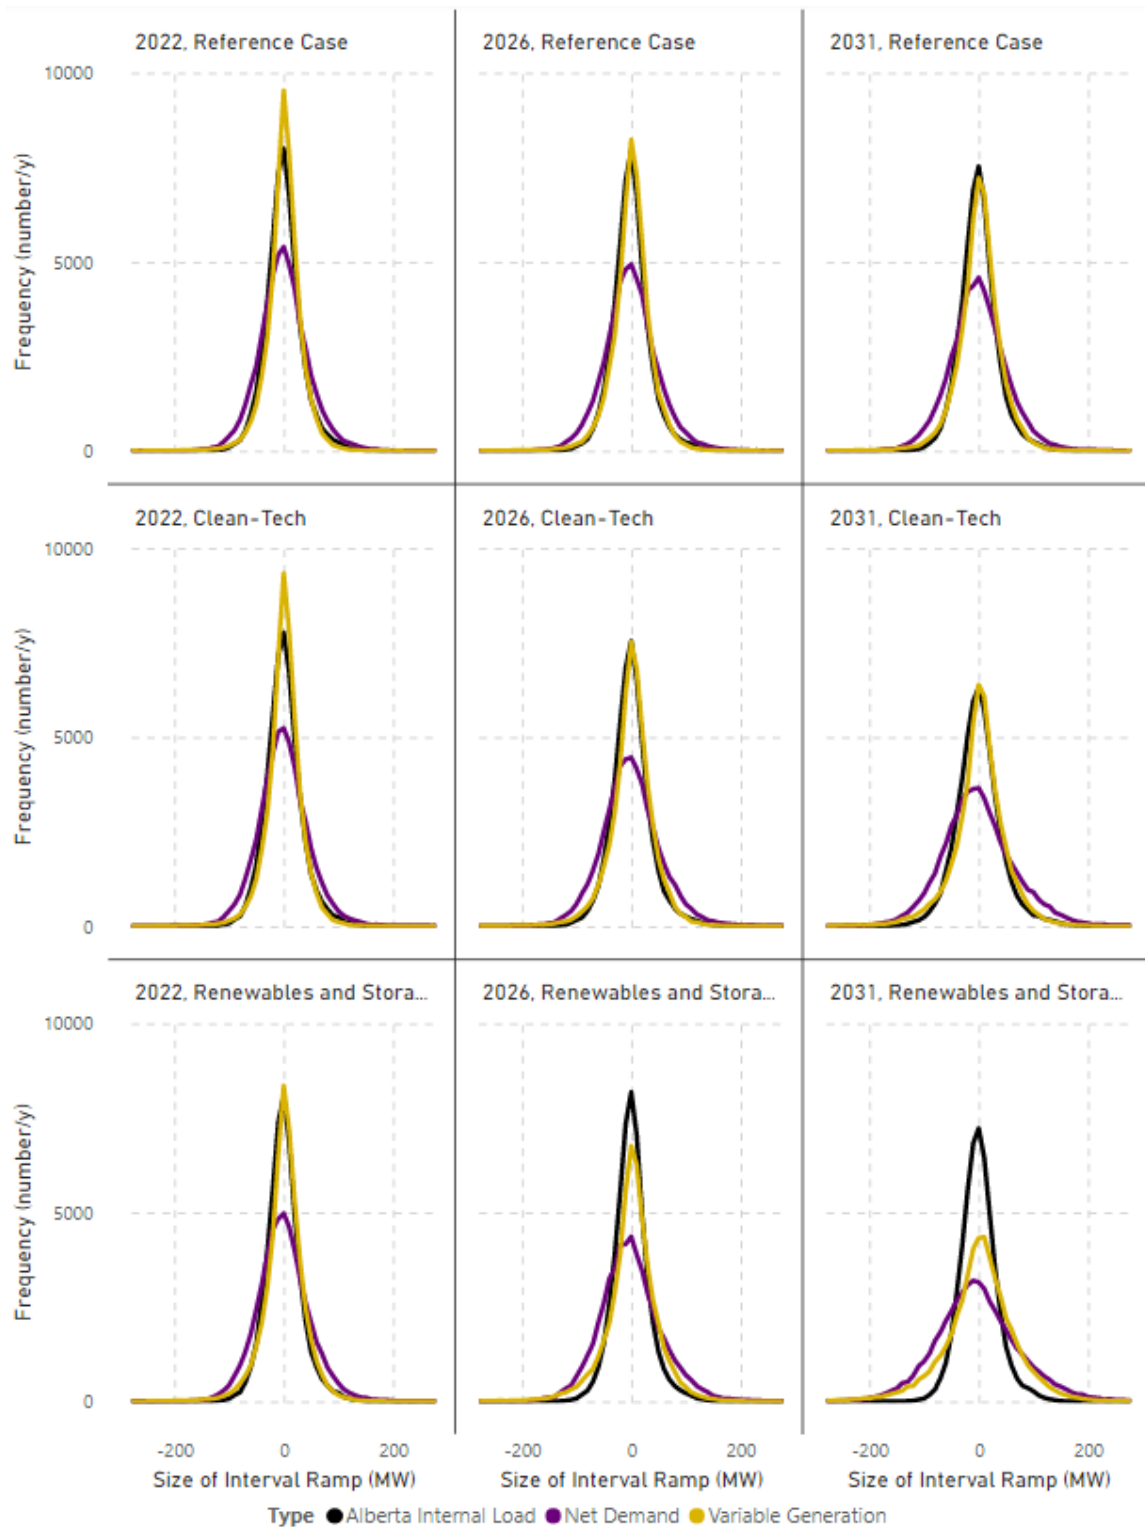 2022, Reference Case
2026, Reference Case
2031, Reference Case
10000
5000
0
Frequency (number/y)
2022, Clean-Tech
2026, Clean-Tech
2031, Clean-Tech
10000
5000
0
Frequency (number/y)
2022, Renewables and Stora...
2026, Renewables and Stora...
2031, Renewables and Stora...
10000
5000
0
Frequency (number/y)
-200 0 200
-200 0 200
-200 0 200
Size of Interval Ramp (MW)
Size of Interval Ramp (MW)
Size of Interval Ramp (MW)
Type Alberta Internal Load Net Demand Variable Generation